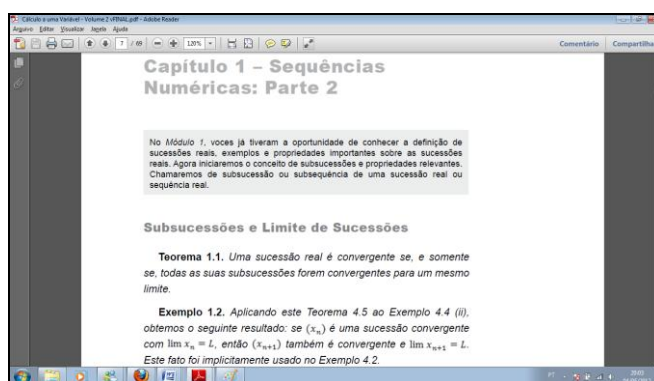 Cálculo a uma Variável - Volume 2 vFINAL.pdf - Adobe Reader
Arquivo Editar Visualizar Janela Ajuda
7 / 69 120% Comentário Compartilha
Capítulo 1 – Sequências
Numéricas: Parte 2
No Módulo 1, voces já tiveram a oportunidade de conhecer a definição de
sucessões reais, exemplos e propriedades importantes sobre as sucessões
reais. Agora iniciaremos o conceito de subsucessões e propriedades relevantes.
Chamaremos de subsucessão ou subsequência de uma sucessão real ou
sequência real.
Subsucessões e Limite de Sucessões
Teorema 1.1. Uma sucessão real é convergente se, e somente
se, todas as suas subsucessões forem convergentes para um mesmo
limite.
Exemplo 1.2. Aplicando este Teorema 4.5 ao Exemplo 4.4 (ii),
obtemos o seguinte resultado: se (xₙ) é uma sucessão convergente
com lim xₙ = L, então (xₙ₊₁) também é convergente e lim xₙ₊₁ = L.
Este fato foi implicitamente usado no Exemplo 4.2.
PT